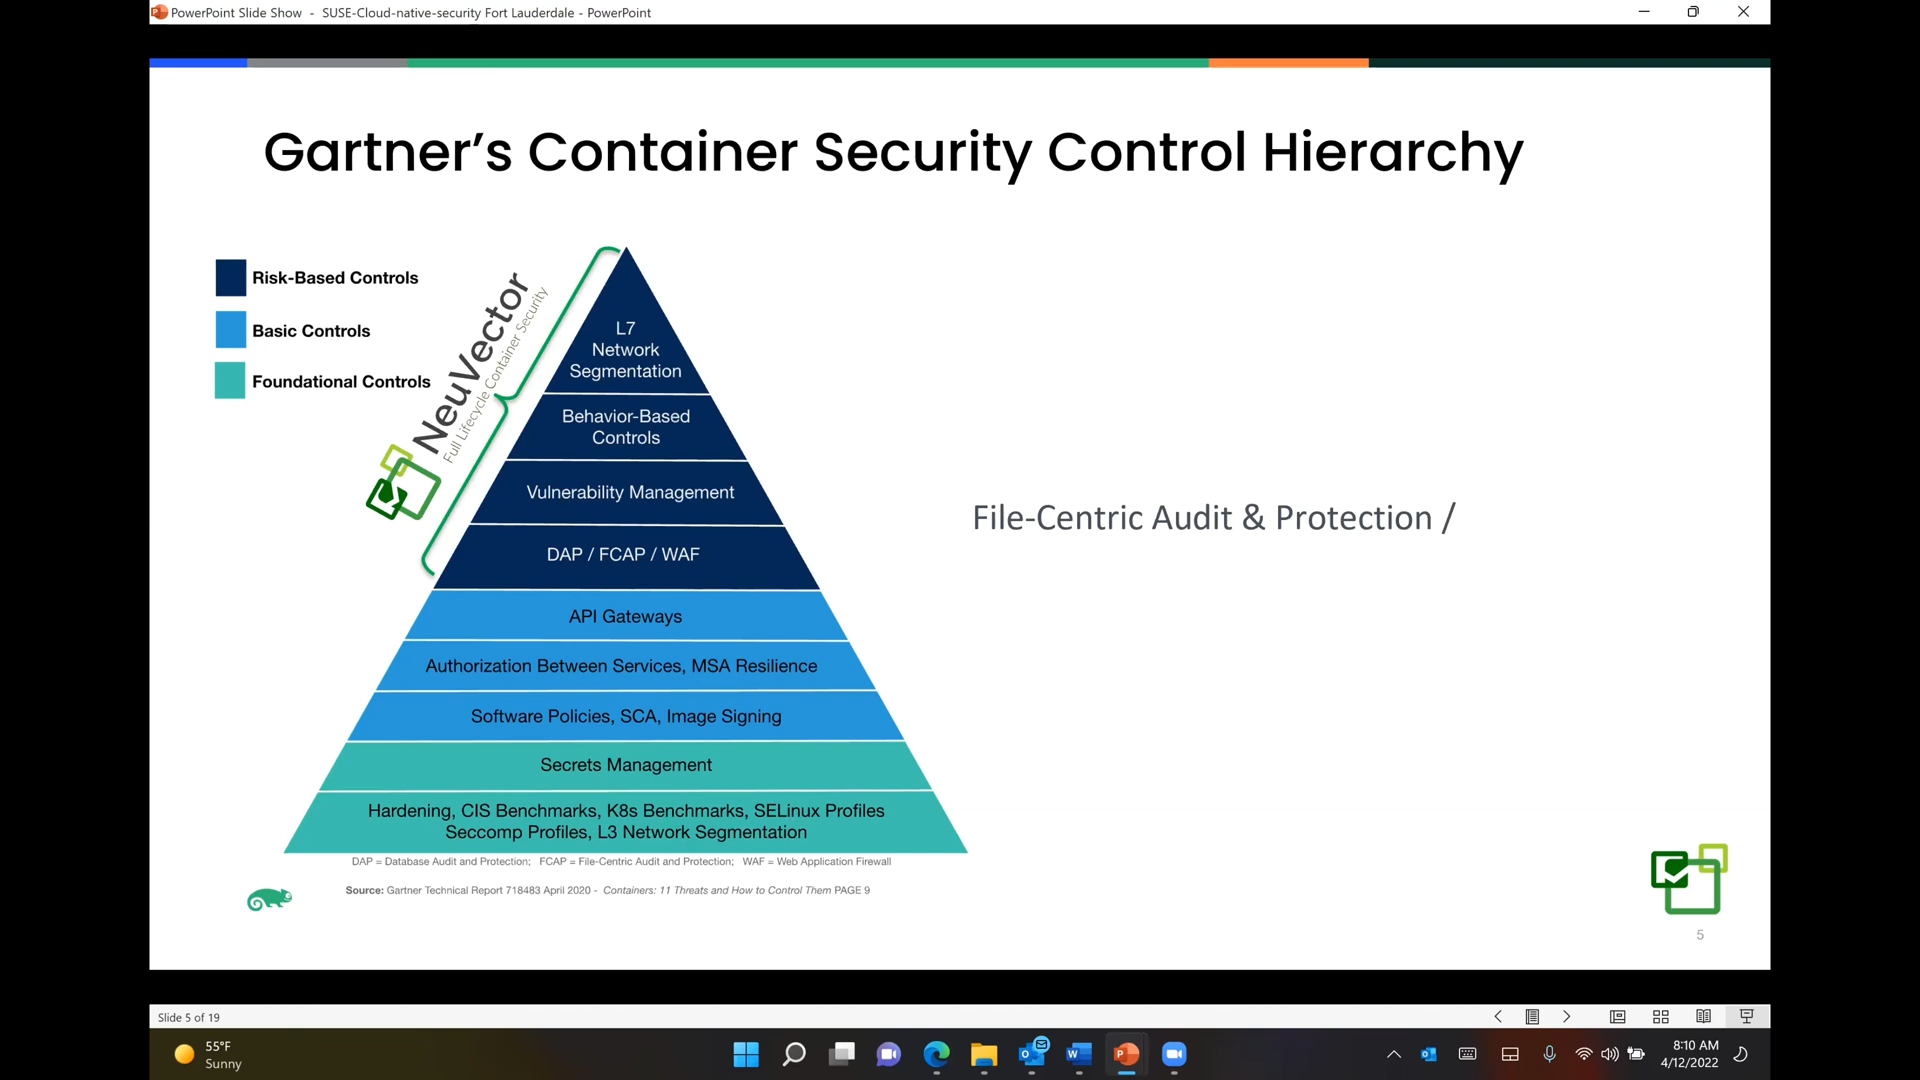 PowerPoint Slide Show - SUSE-Cloud-native-security Fort Lauderdale - PowerPoint
Gartner's Container Security Control Hierarchy
Risk-Based Controls
Basic Controls
Foundational Controls
NeuVector
Full Lifecycle Container Security
L7
Network
Segmentation
Behavior-Based
Controls
Vulnerability Management
DAP / FCAP / WAF
API Gateways
Authorization Between Services, MSA Resilience
Software Policies, SCA, Image Signing
Secrets Management
Hardening, CIS Benchmarks, K8s Benchmarks, SELinux Profiles
Seccomp Profiles, L3 Network Segmentation
File-Centric Audit & Protection /
DAP = Database Audit and Protection; FCAP = File-Centric Audit and Protection; WAF = Web Application Firewall
Source: Gartner Technical Report 718483 April 2020 - Containers: 11 Threats and How to Control Them PAGE 9
5
Slide 5 of 19
55°F
Sunny
8:10 AM
4/12/2022